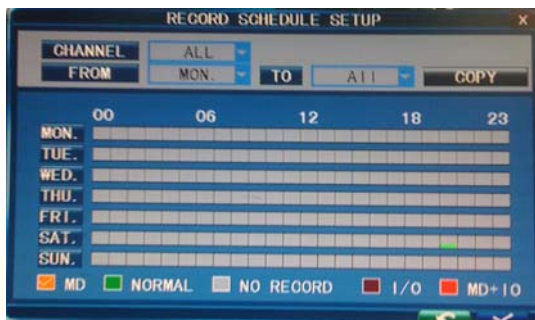 RECORD SCHEDULE SETUP x
CHANNEL ALL
FROM MON. TO All COPY
00 06 12 18 23
MON.
TUE.
WED.
THU.
FRI.
SAT.
SUN.
MD NORMAL NO RECORD I/O MD+IO